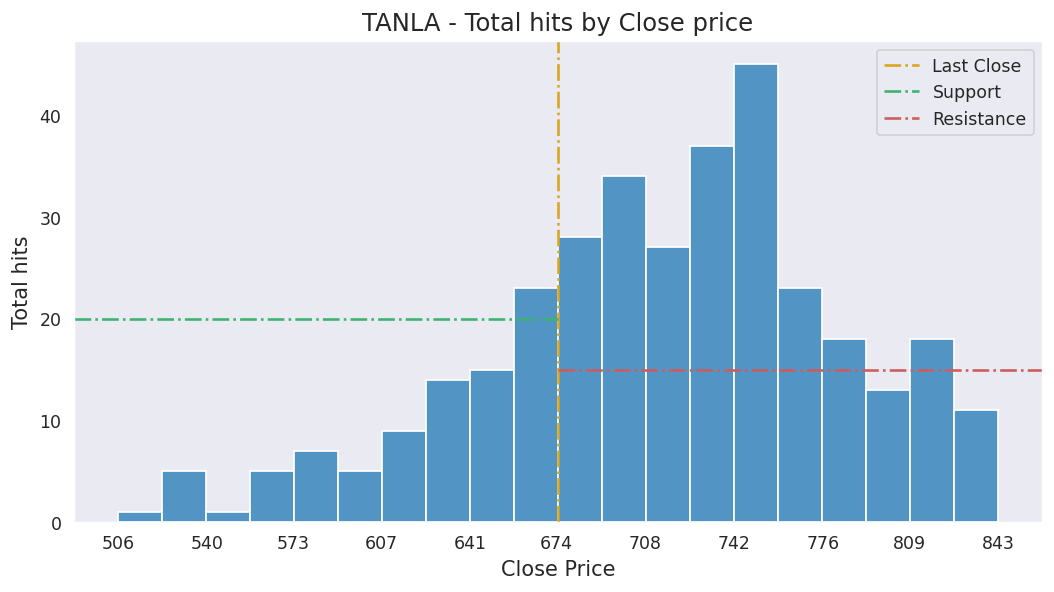 TANLA - Total hits by Close price
Last Close
Support
Resistance
Total hits
40
30
20
10
0
506 540 573 607 641 674 708 742 776 809 843
Close Price